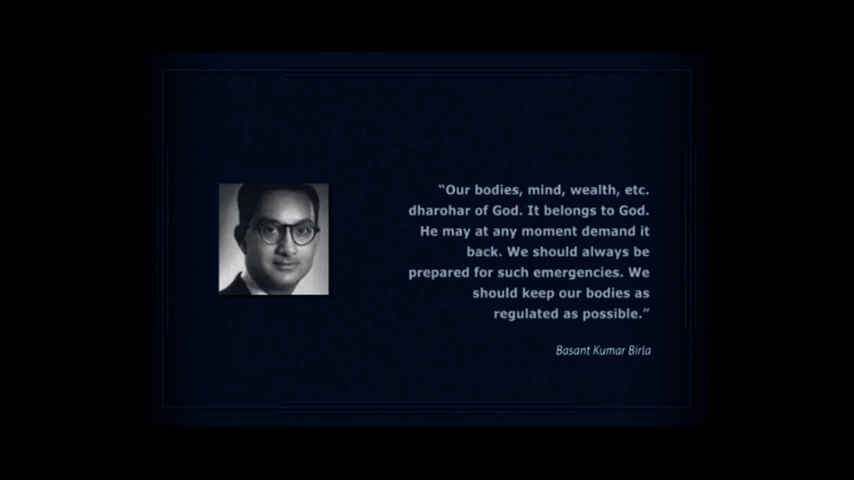 “Our bodies, mind, wealth, etc.
dharohar of God. It belongs to God.
He may at any moment demand it
back. We should always be
prepared for such emergencies. We
should keep our bodies as
regulated as possible.”
Basant Kumar Birla